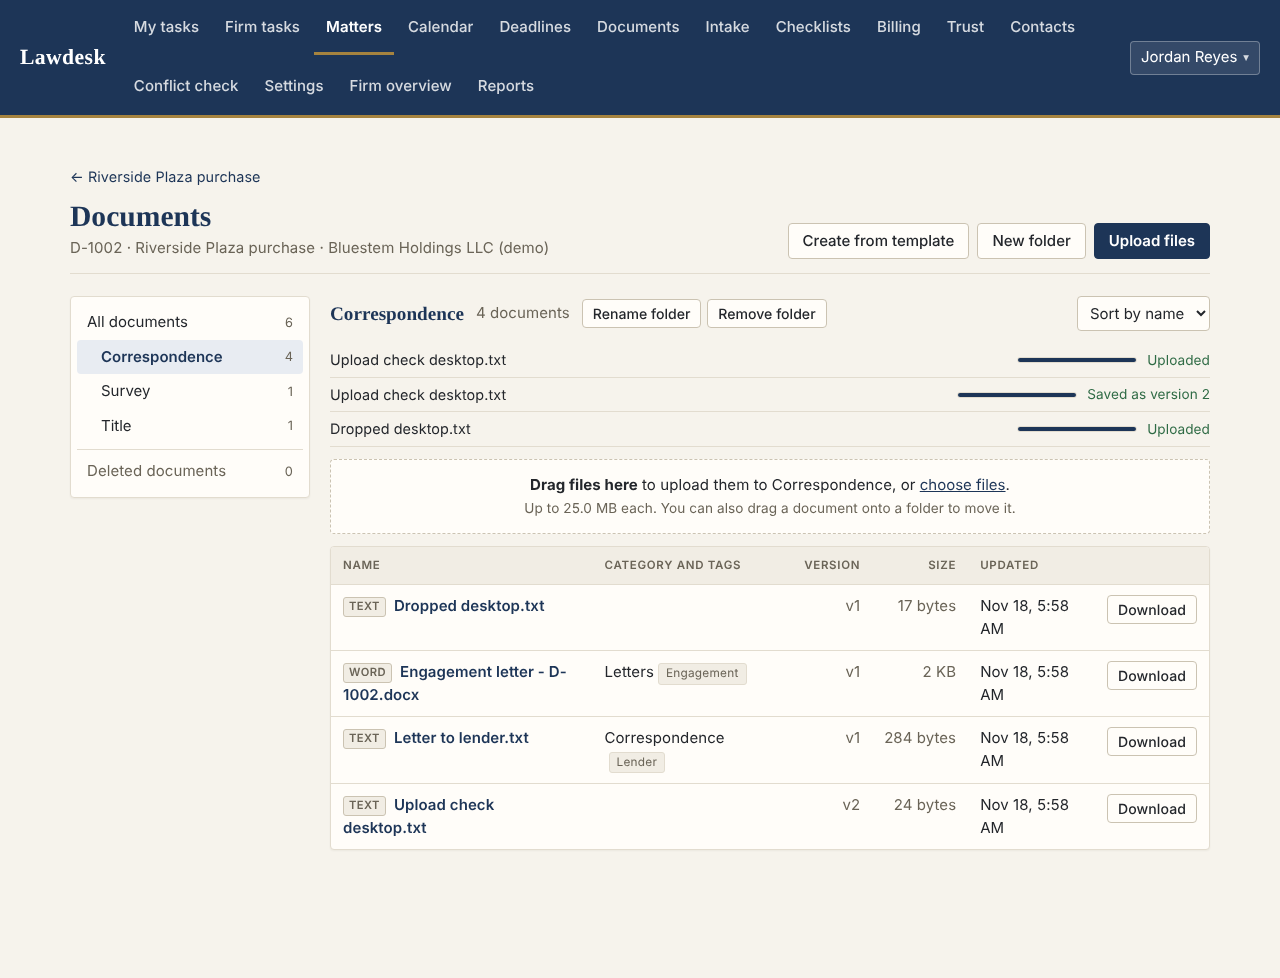 Lawdesk
My tasks Firm tasks Matters Calendar Deadlines Documents Intake Checklists Billing Trust Contacts
Conflict check Settings Firm overview Reports
Jordan Reyes ▾
← Riverside Plaza purchase
Documents
D-1002 · Riverside Plaza purchase · Bluestem Holdings LLC (demo)
Create from template New folder Upload files
All documents 6
Correspondence 4
Survey 1
Title 1
Deleted documents 0
Correspondence 4 documents Rename folder Remove folder Sort by name
Upload check desktop.txt Uploaded
Upload check desktop.txt Saved as version 2
Dropped desktop.txt Uploaded
Drag files here to upload them to Correspondence, or choose files.
Up to 25.0 MB each. You can also drag a document onto a folder to move it.
NAME CATEGORY AND TAGS VERSION SIZE UPDATED
TEXT Dropped desktop.txt v1 17 bytes Nov 18, 5:58 Download
AM
WORD Engagement letter - D- Letters Engagement v1 2 KB Nov 18, 5:58 Download
1002.docx AM
TEXT Letter to lender.txt Correspondence v1 284 bytes Nov 18, 5:58 Download
Lender AM
TEXT Upload check v2 24 bytes Nov 18, 5:58 Download
desktop.txt AM